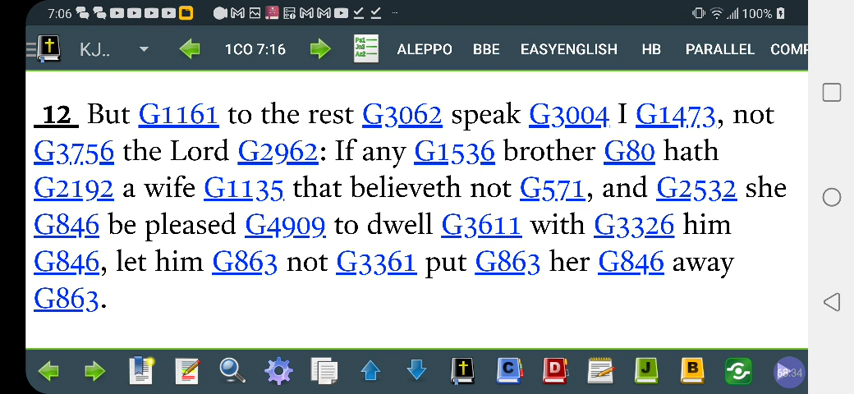 7:06 100%
KJ.. 1CO 7:16 ALEPPO BBE EASYENGLISH HB PARALLEL COMP
12 But G1161 to the rest G3062 speak G3004 I G1473, not
G3756 the Lord G2962: If any G1536 brother G80 hath
G2192 a wife G1135 that believeth not G571, and G2532 she
G846 be pleased G4909 to dwell G3611 with G3326 him
G846, let him G863 not G3361 put G863 her G846 away
G863.
C D J B